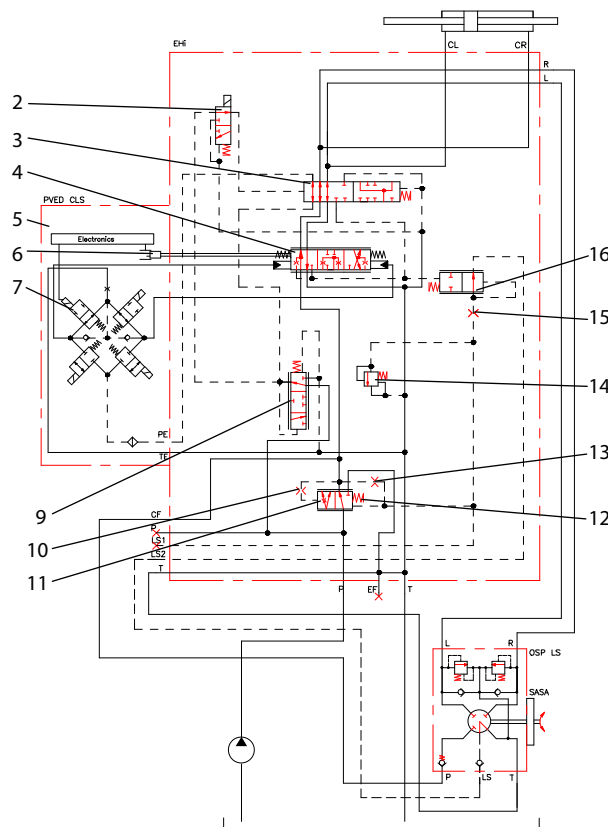 CL CR
EHi
R
L
2
3
4
PVED CLS
5
Electronics
6
16
7
15
14
PE
TF
13
9
CF
P
12
10
LS1
11
LS2
T
P EF T
L R
OSP LS
SASA
P LS T